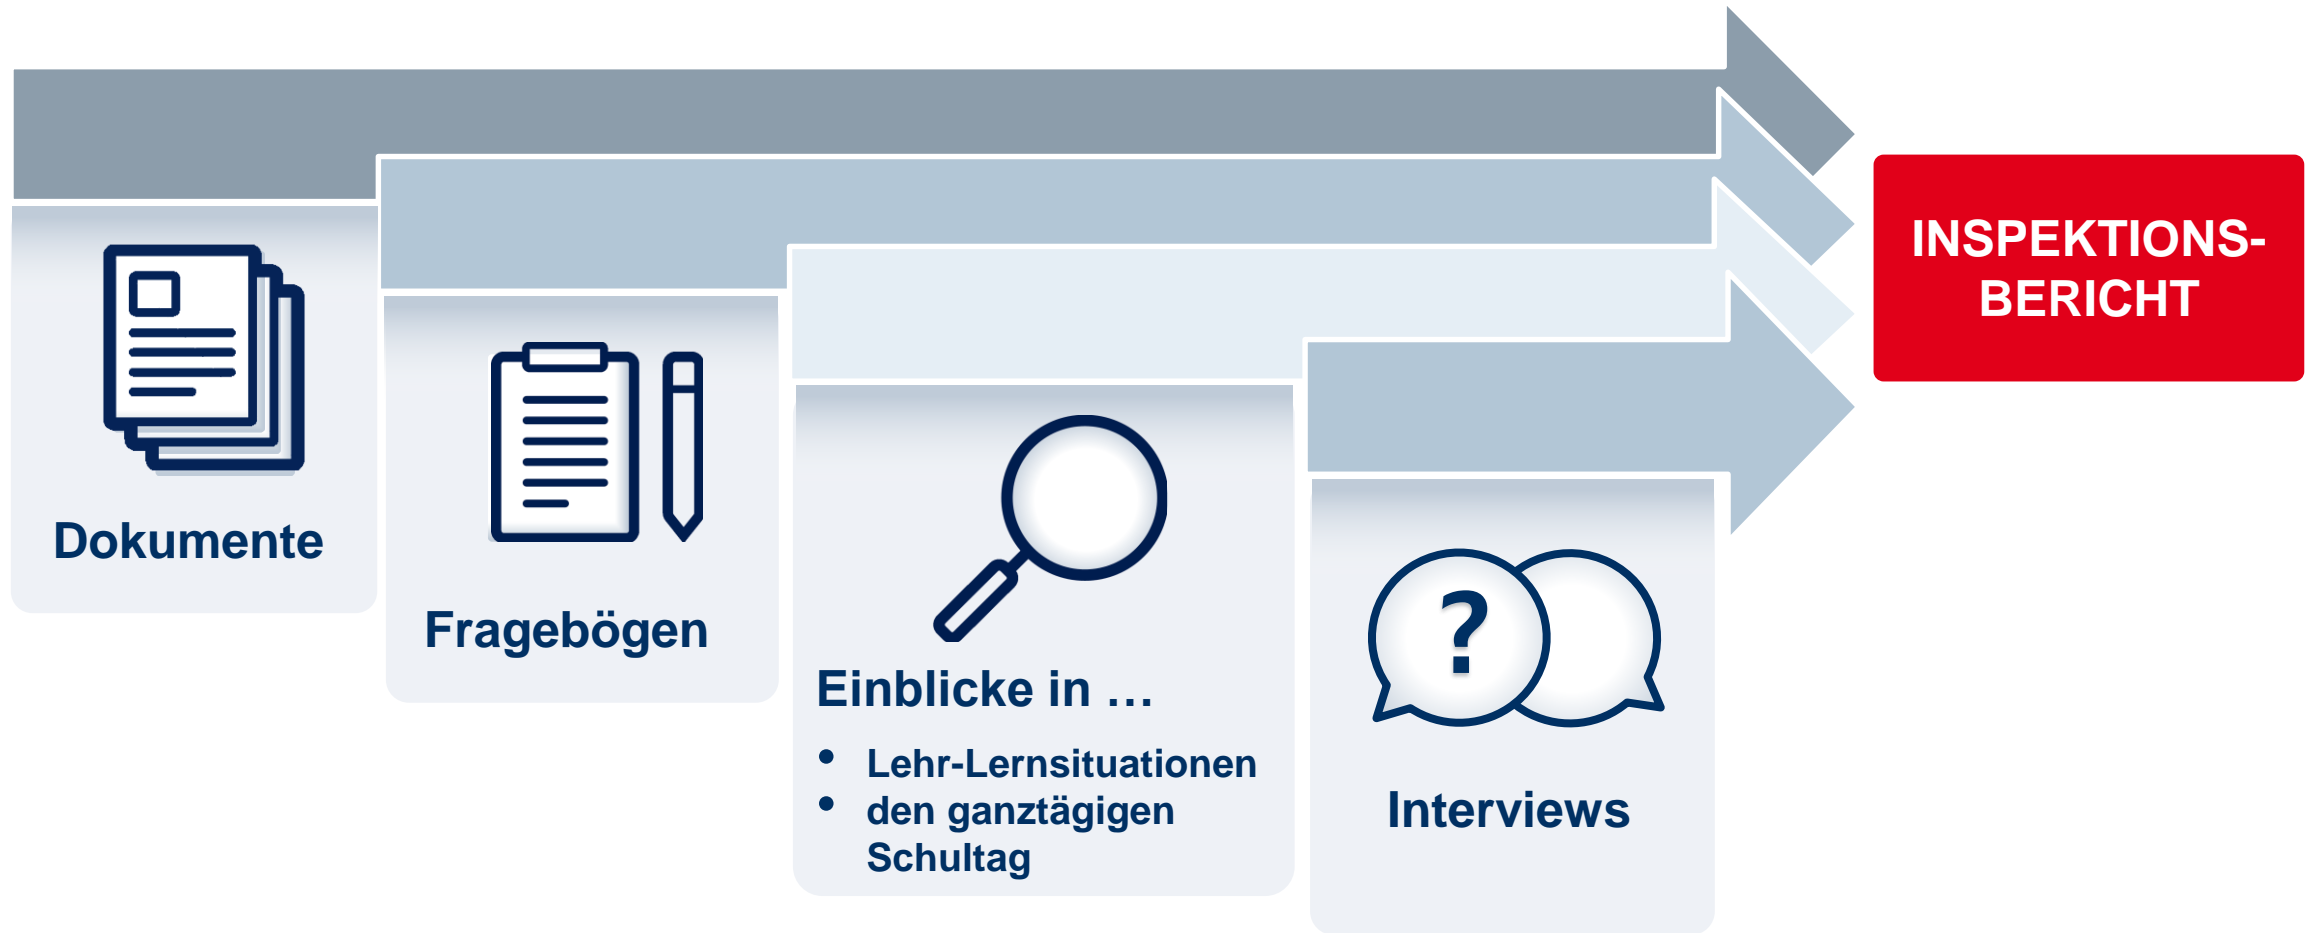 Dokumente
Fragebögen
Einblicke in …
• Lehr-Lernsituationen
• den ganztägigen
Schultag
?
Interviews
INSPEKTIONS-
BERICHT